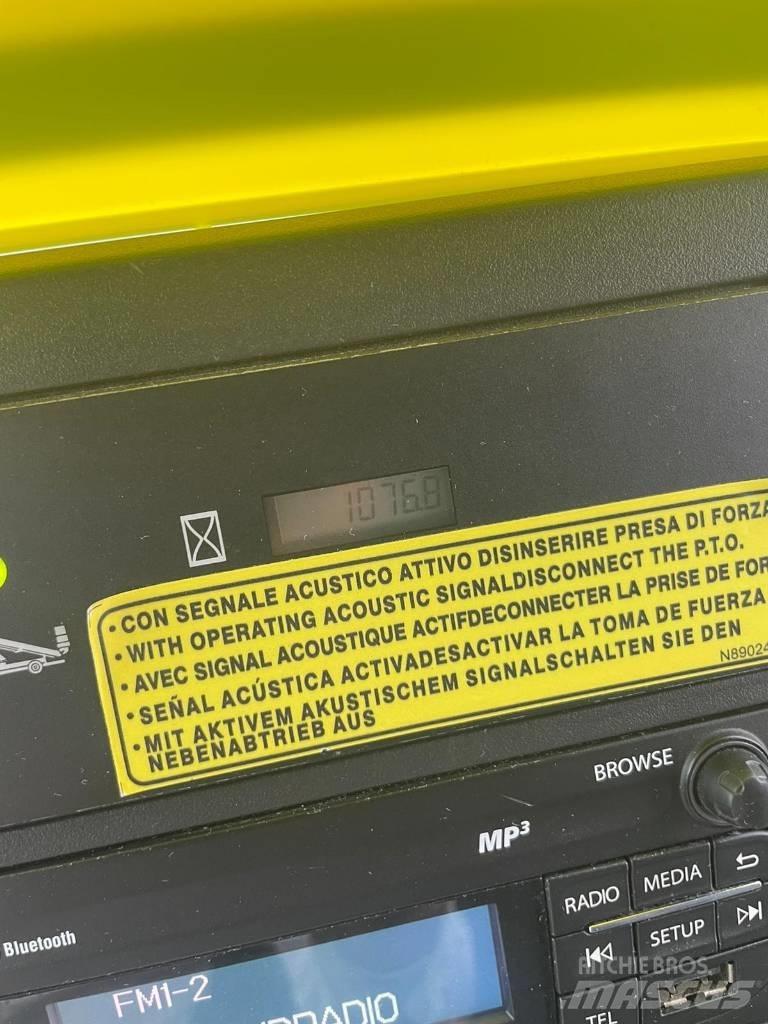 1076.8
• CON SEGNALE ACUSTICO ATTIVO DISINSERIRE PRESA DI FORZA
• WITH OPERATING ACOUSTIC SIGNALDISCONNECT THE P.T.O.
• AVEC SIGNAL ACOUSTIQUE ACTIFDECONNECTER LA PRISE DE FOR
• SEÑAL ACÚSTICA ACTIVADESACTIVAR LA TOMA DE FUERZA
• MIT AKTIVEM AKUSTISCHEM SIGNALSCHALTEN SIE DEN
NEBENABTRIEB AUS
N89024
BROWSE
MP3
RADIO MEDIA
SETUP
TEL
Bluetooth
FM1-2
RADIO
RITCHIE BROS.
MASCUS